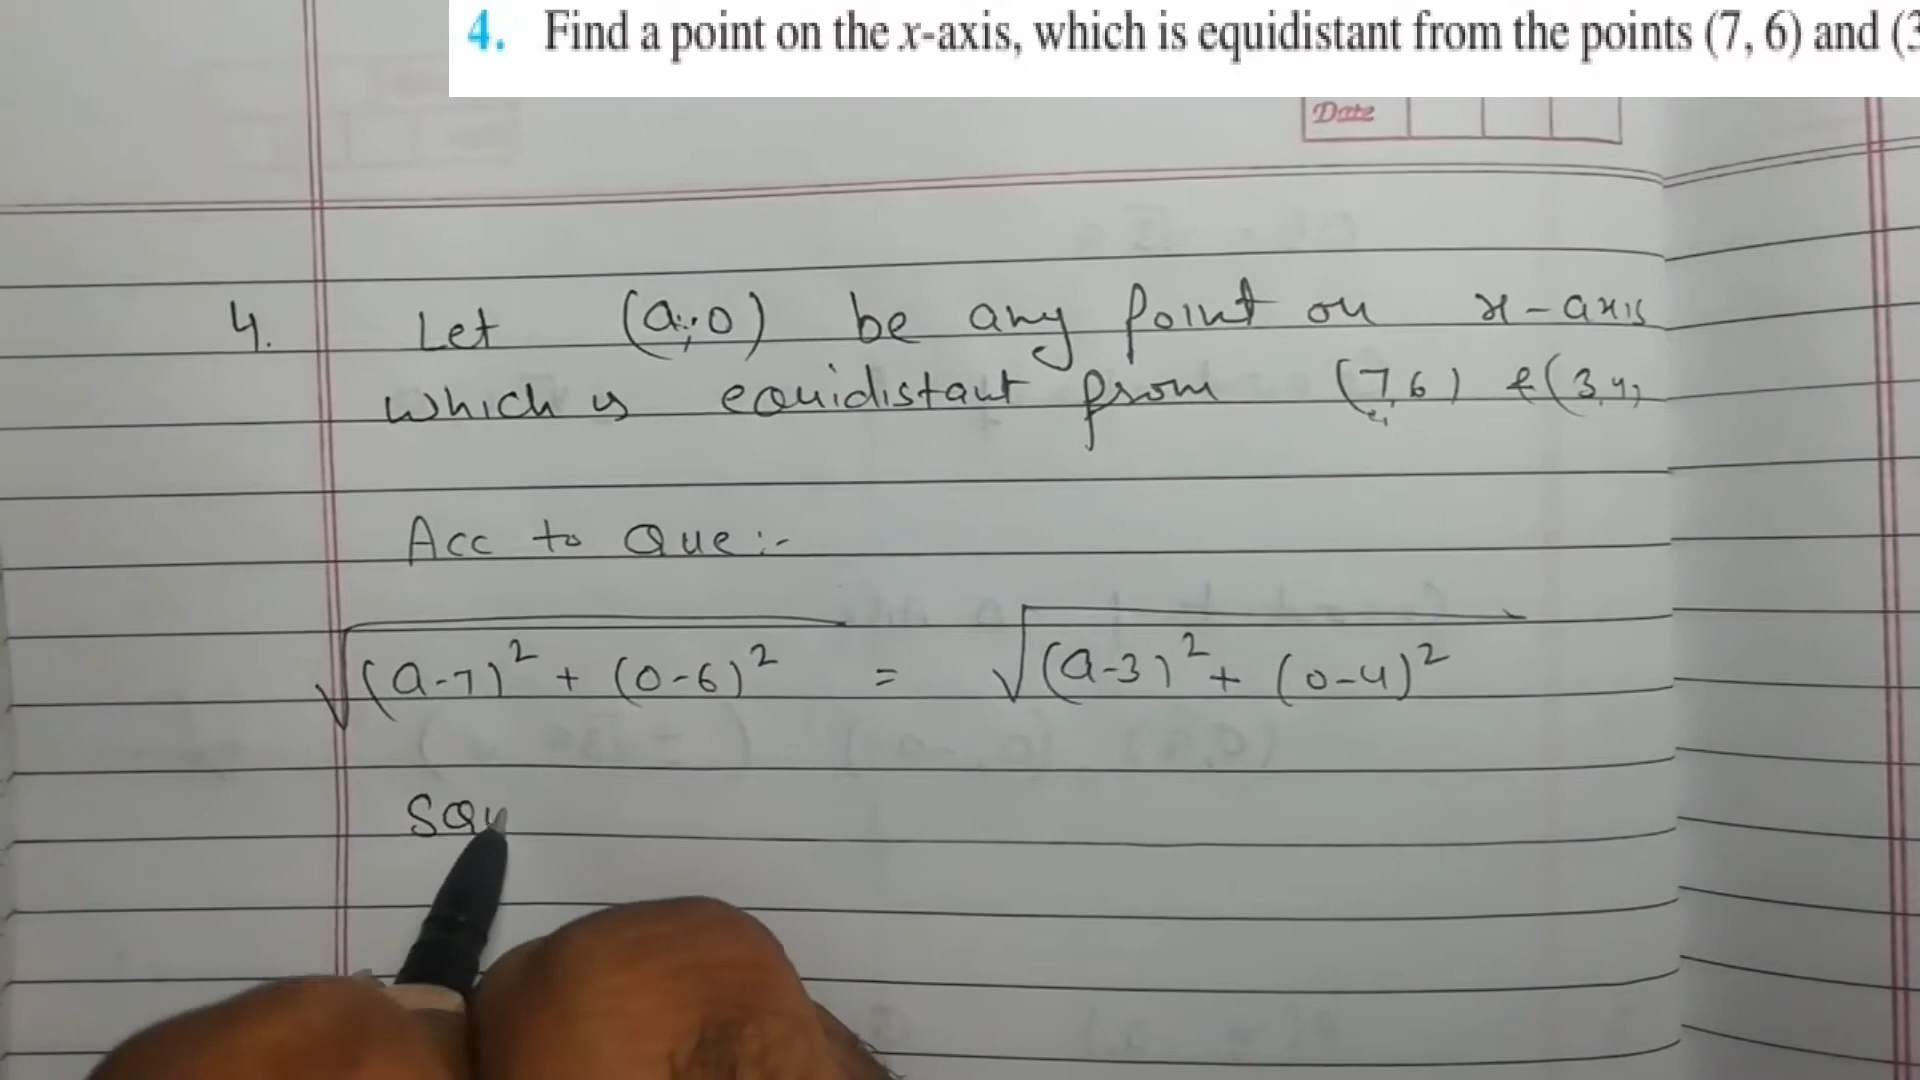 4. Find a point on the x-axis, which is equidistant from the points (7, 6) and (3
Date
4. Let (a, 0) be any point on x-axis
which is equidistant from (7,6) & (3,4)
Acc to Que:-
√(a-7)² + (0-6)² = √(a-3)² + (0-4)²
Squ